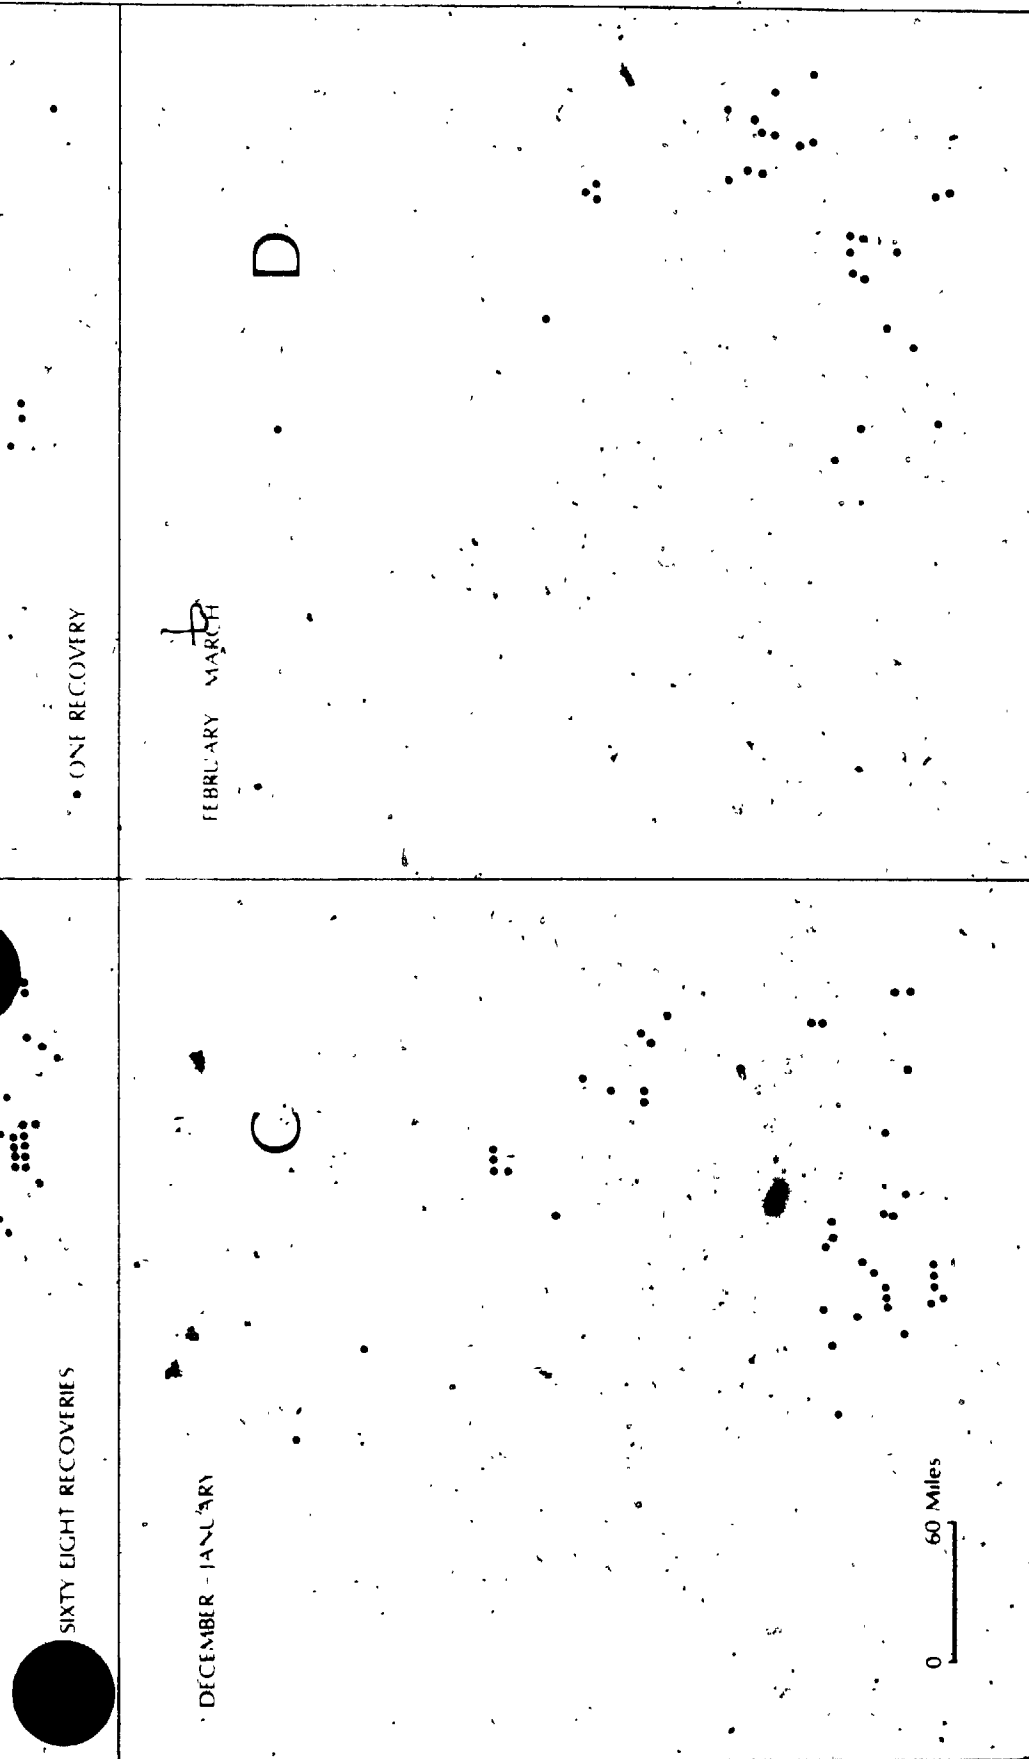 SIXTY EIGHT RECOVERIES
ONE RECOVERY
DECEMBER - JANUARY
C
0 60 Miles
FEBRUARY MARCH
D